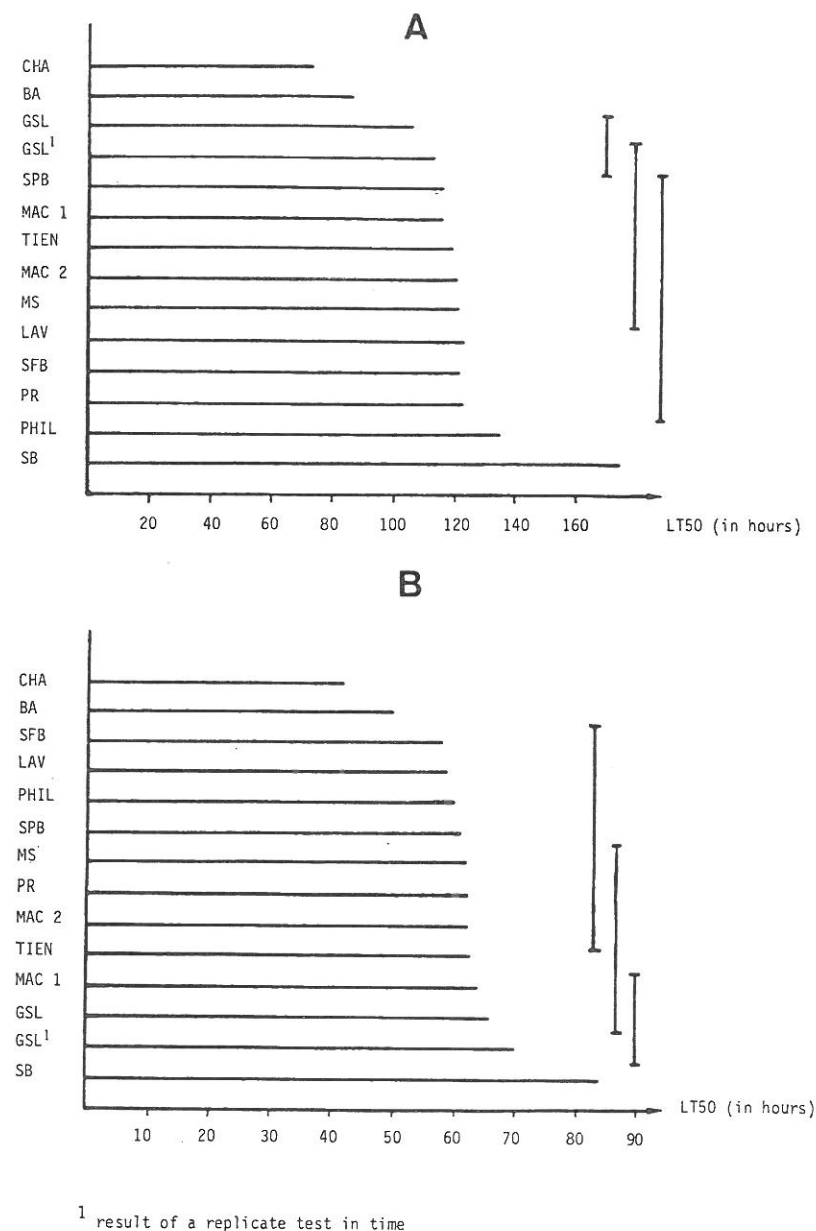 A
CHA
BA
GSL
GSL¹
SPB
MAC 1
TIEN
MAC 2
MS
LAV
SFB
PR
PHIL
SB
20 40 60 80 100 120 140 160 LT50 (in hours)
B
CHA
BA
SFB
LAV
PHIL
SPB
MS
PR
MAC 2
TIEN
MAC 1
GSL
GSL¹
SB
10 20 30 40 50 60 70 80 90 LT50 (in hours)
¹ result of a replicate test in time